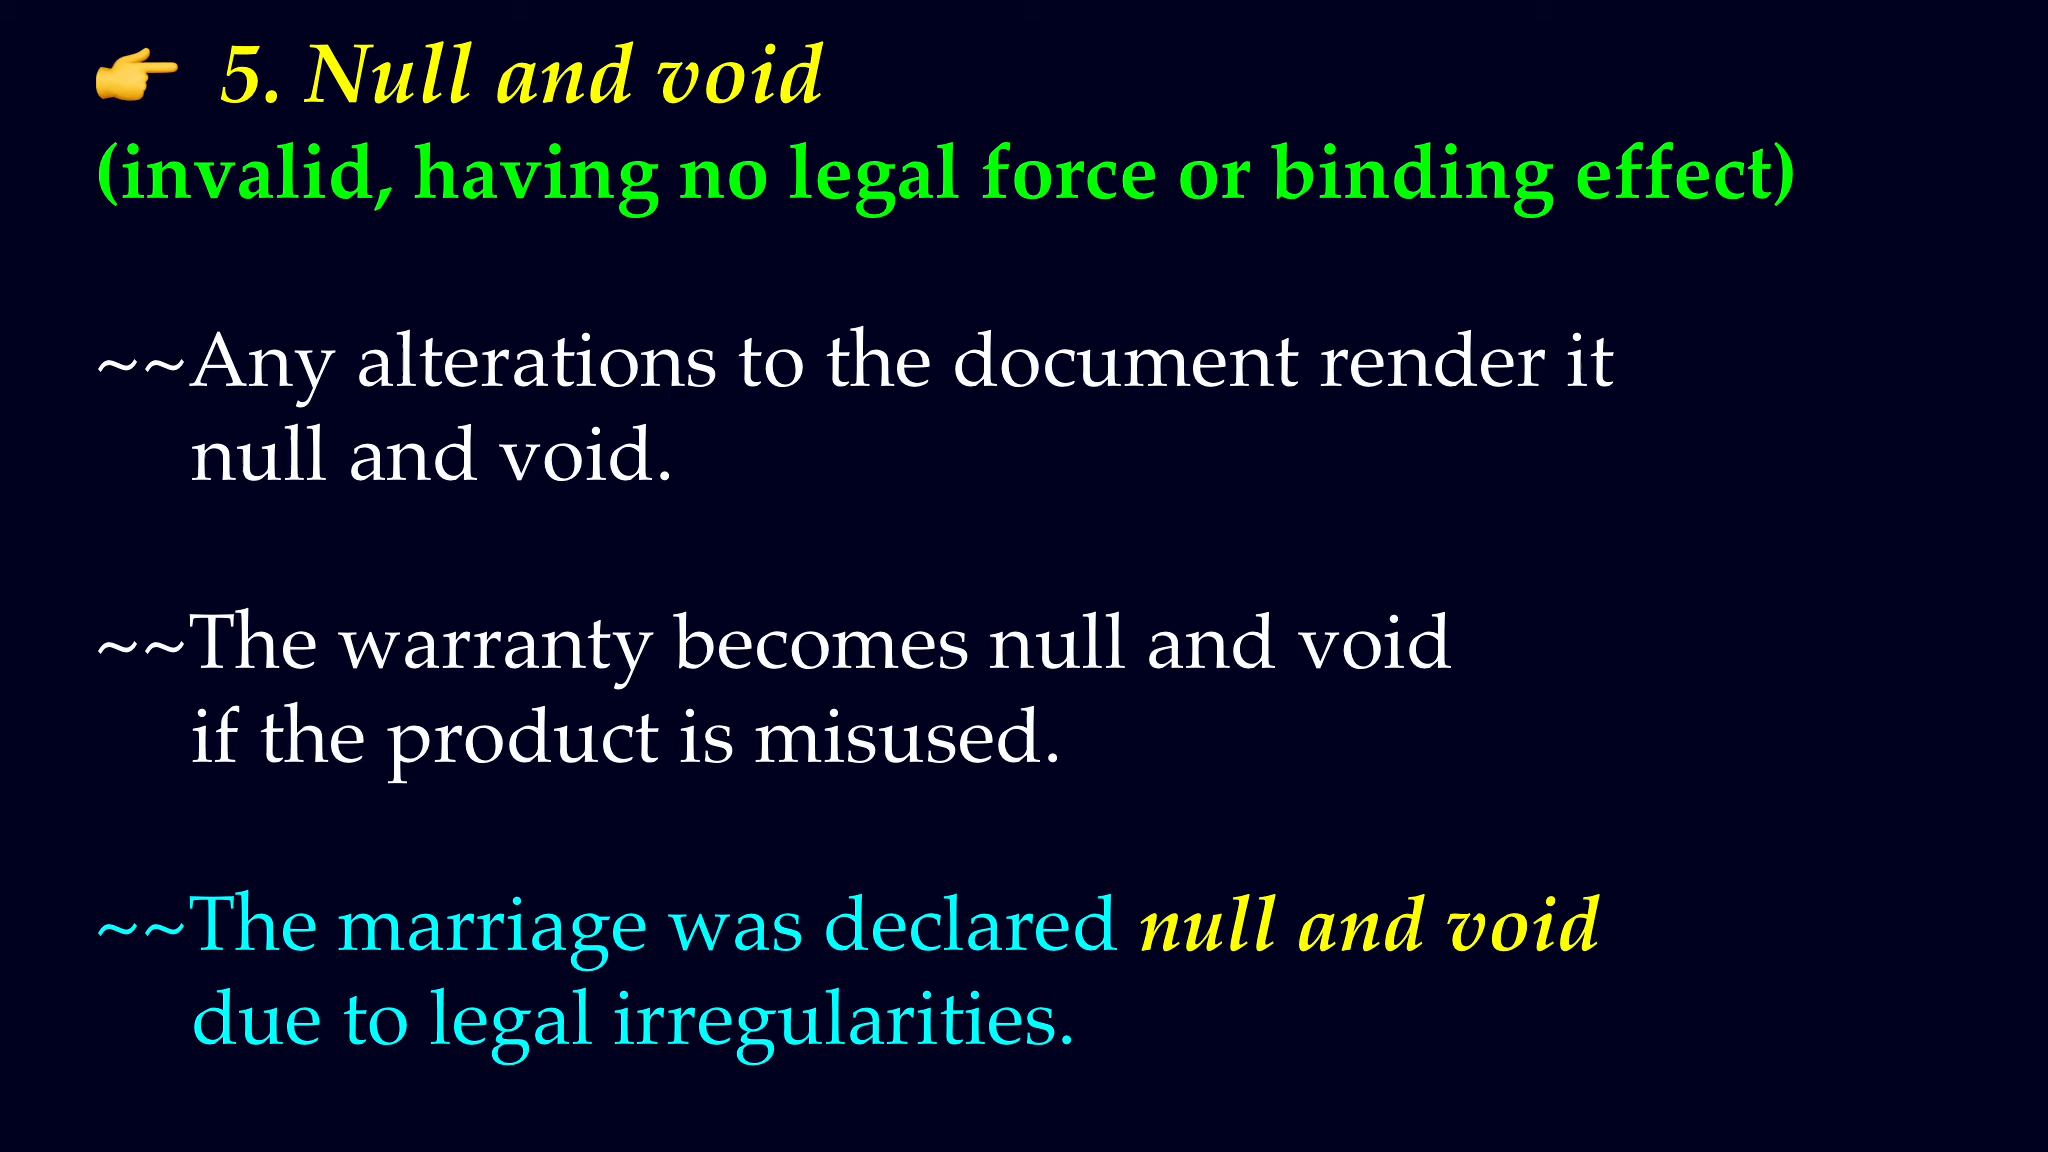 👉 5. Null and void
(invalid, having no legal force or binding effect)
~~Any alterations to the document render it
null and void.
~~The warranty becomes null and void
if the product is misused.
~~The marriage was declared null and void
due to legal irregularities.